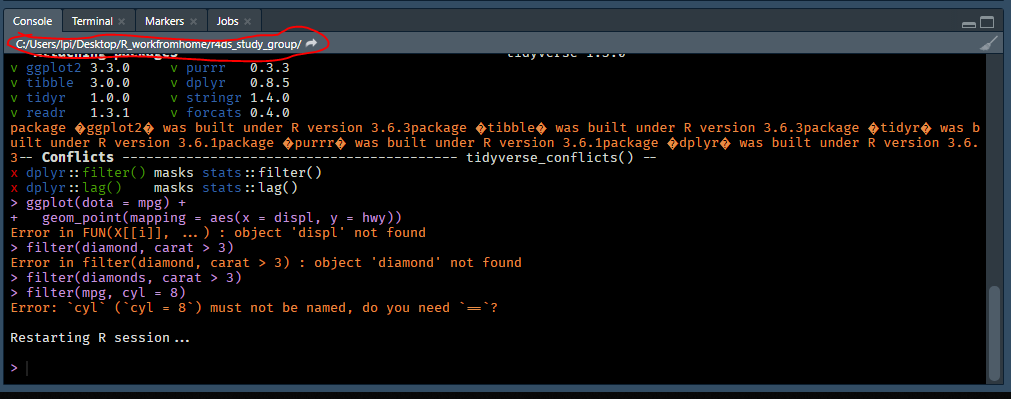 Console Terminal × Markers × Jobs ×
C:/Users/lpi/Desktop/R_workfromhome/r4ds_study_group/
-- Attaching packages --------------------------------------- tidyverse 1.3.0 --
v ggplot2 3.3.0 v purrr 0.3.3
v tibble 3.0.0 v dplyr 0.8.5
v tidyr 1.0.0 v stringr 1.4.0
v readr 1.3.1 v forcats 0.4.0
package �ggplot2� was built under R version 3.6.3package �tibble� was built under R version 3.6.3package �tidyr� was b
uilt under R version 3.6.1package �purrr� was built under R version 3.6.1package �dplyr� was built under R version 3.6.
3-- Conflicts ------------------------------------------ tidyverse_conflicts() --
x dplyr::filter() masks stats::filter()
x dplyr::lag() masks stats::lag()
> ggplot(dota = mpg) +
+ geom_point(mapping = aes(x = displ, y = hwy))
Error in FUN(X[[i]], ...) : object 'displ' not found
> filter(diamond, carat > 3)
Error in filter(diamond, carat > 3) : object 'diamond' not found
> filter(diamonds, carat > 3)
> filter(mpg, cyl = 8)
Error: `cyl` (`cyl = 8`) must not be named, do you need `==`?
Restarting R session...
>